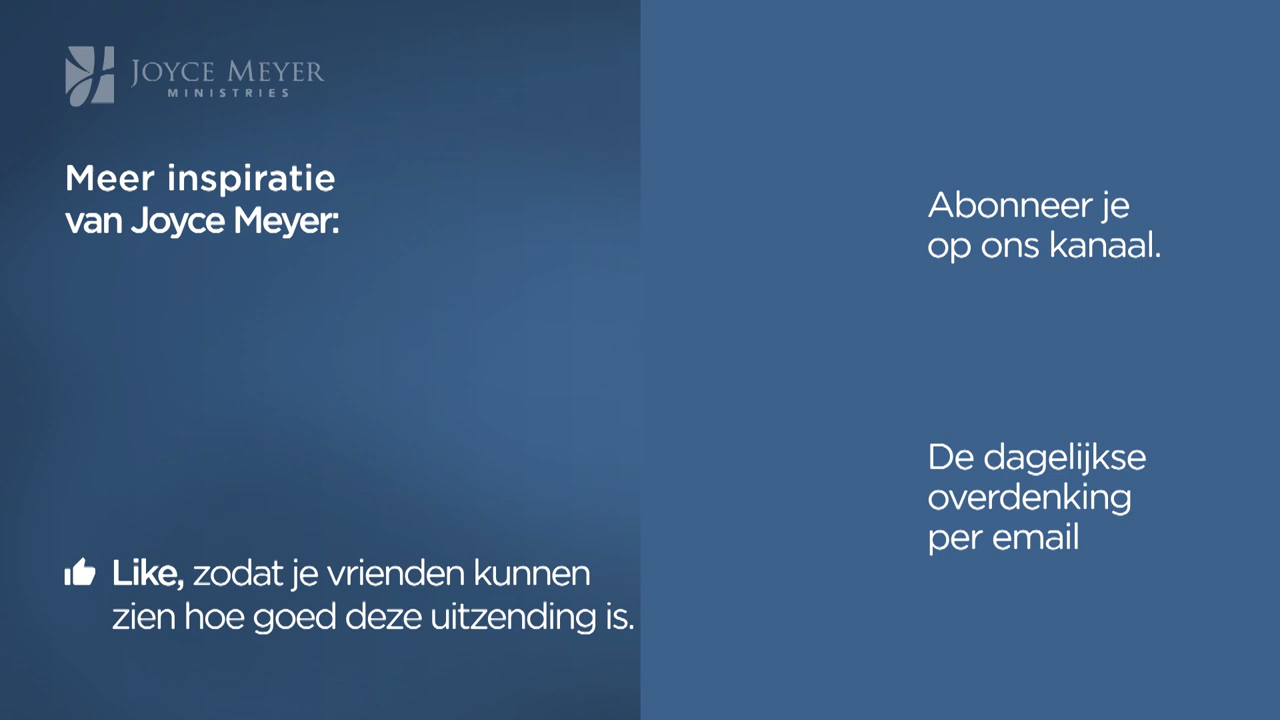 JOYCE MEYER
MINISTRIES
Meer inspiratie
van Joyce Meyer:
Like, zodat je vrienden kunnen
zien hoe goed deze uitzending is.
Abonneer je
op ons kanaal.
De dagelijkse
overdenking
per email